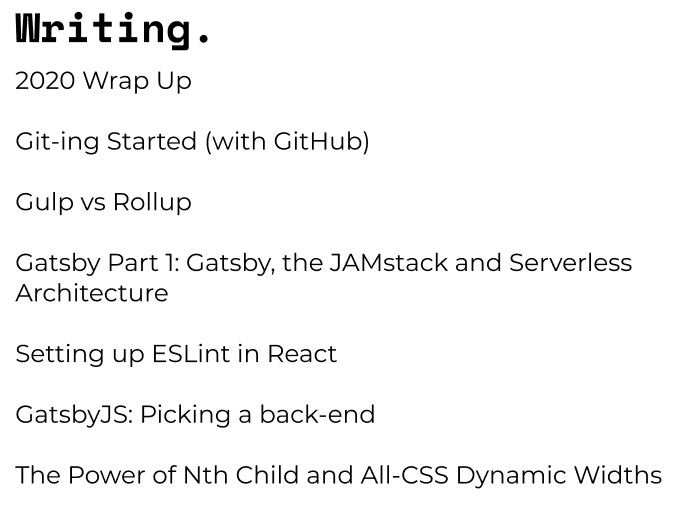 Writing.
2020 Wrap Up
Git-ing Started (with GitHub)
Gulp vs Rollup
Gatsby Part 1: Gatsby, the JAMstack and Serverless
Architecture
Setting up ESLint in React
GatsbyJS: Picking a back-end
The Power of Nth Child and All-CSS Dynamic Widths